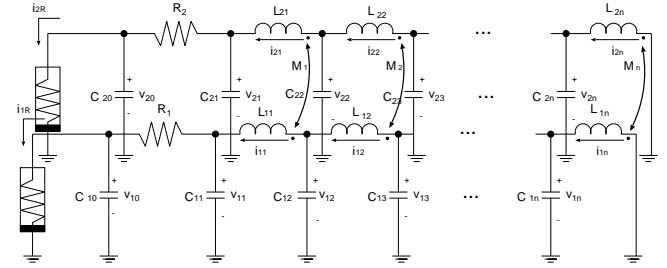 i2R R2 L21 L22 ... L2n
i21 M1 i22 M2 i2n Mn
C20 + v20 - C21 + v21 - C22 + v22 - C23 + v23 - C2n + v2n -
i1R R1 L11 L12 ... L1n
i11 i12 i1n
C10 + v10 - C11 + v11 - C12 + v12 - C13 + v13 - ... C1n + v1n -